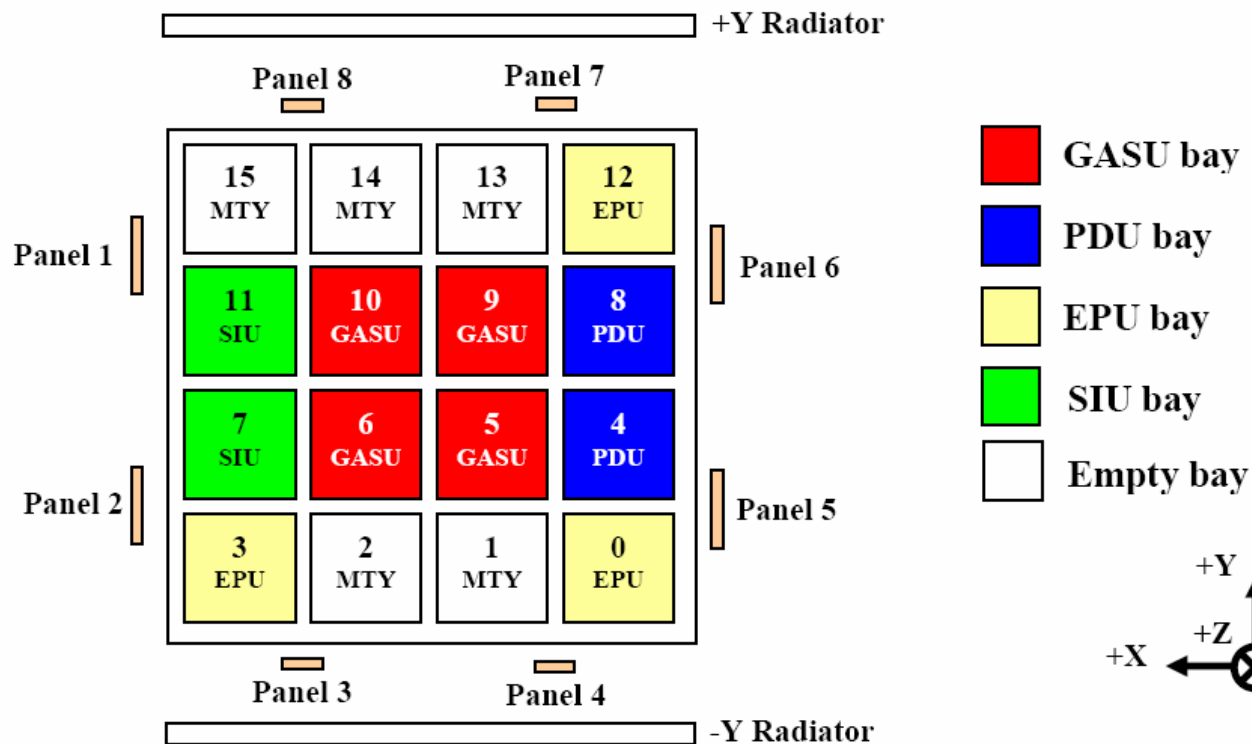 +Y Radiator
Panel 8
Panel 7
15
MTY
14
MTY
13
MTY
12
EPU
Panel 1
Panel 6
11
SIU
10
GASU
9
GASU
8
PDU
7
SIU
6
GASU
5
GASU
4
PDU
Panel 2
Panel 5
3
EPU
2
MTY
1
MTY
0
EPU
Panel 3
Panel 4
-Y Radiator
GASU bay
PDU bay
EPU bay
SIU bay
Empty bay
+Y
+Z
+X